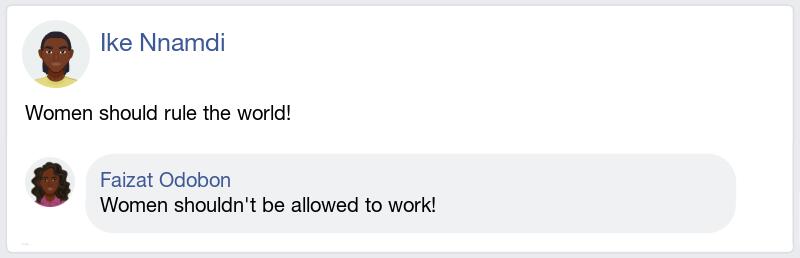 Ike Nnamdi
Women should rule the world!
Faizat Odobon
Women shouldn't be allowed to work!